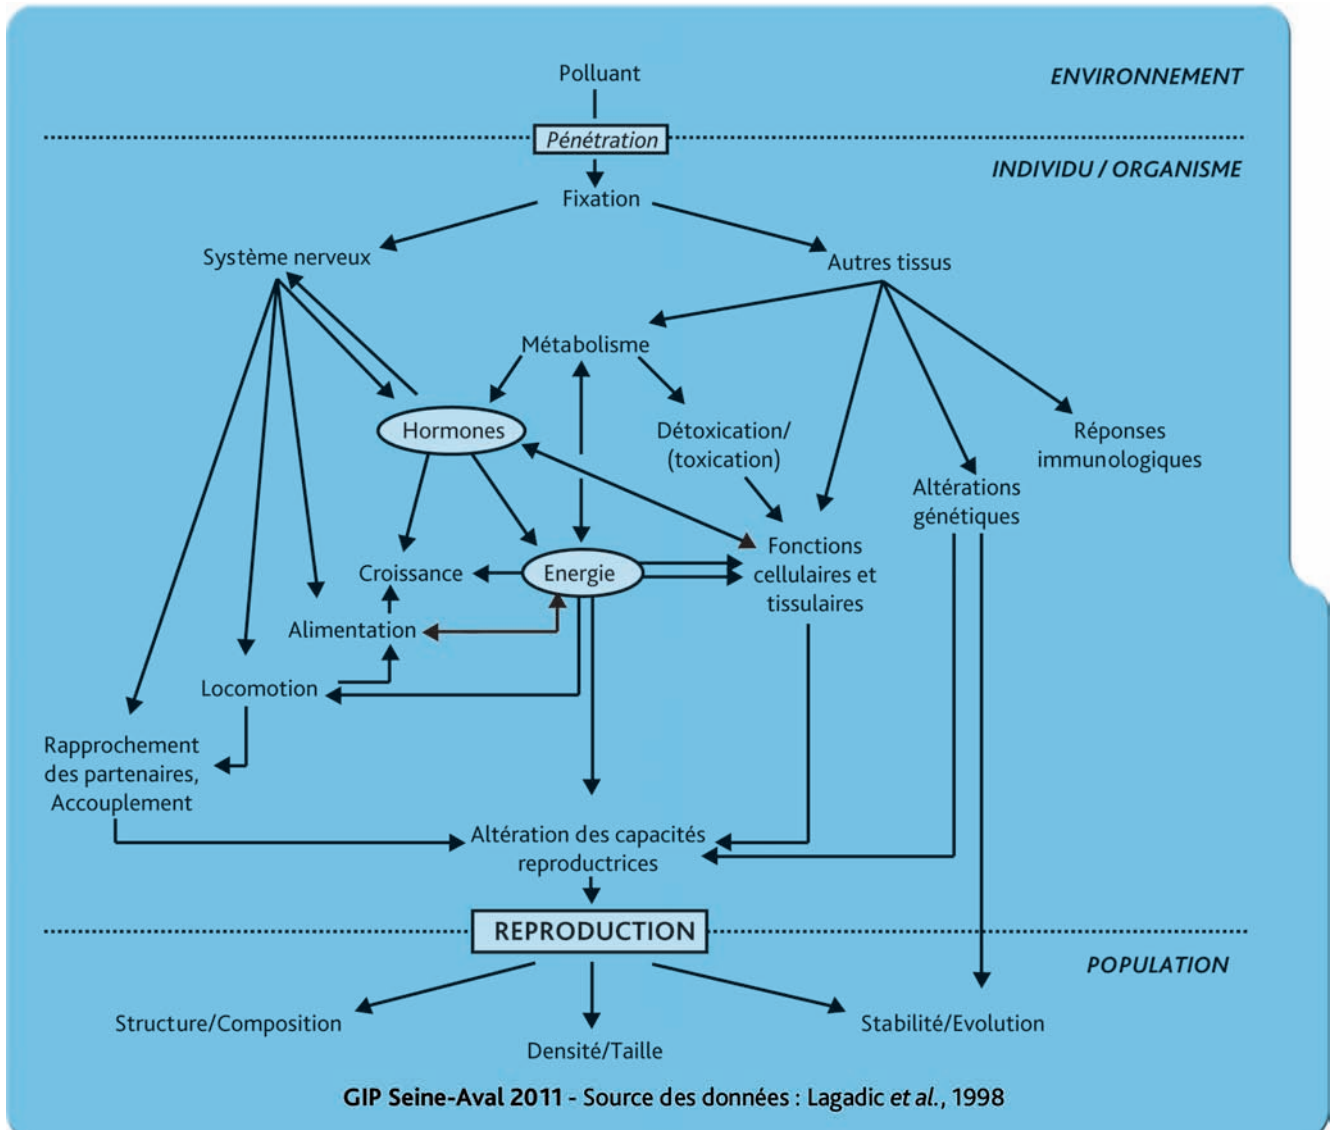 Polluant
ENVIRONNEMENT
Pénétration
INDIVIDU / ORGANISME
Fixation
Système nerveux
Autres tissus
Métabolisme
Hormones
Détoxication/
(toxication)
Réponses
immunologiques
Altérations
génétiques
Fonctions
cellulaires et
tissulaires
Croissance
Energie
Alimentation
Locomotion
Rapprochement
des partenaires,
Accouplement
Altération des capacités
reproductrices
REPRODUCTION
POPULATION
Structure/Composition
Densité/Taille
Stabilité/Evolution
GIP Seine-Aval 2011 - Source des données : Lagadic et al., 1998